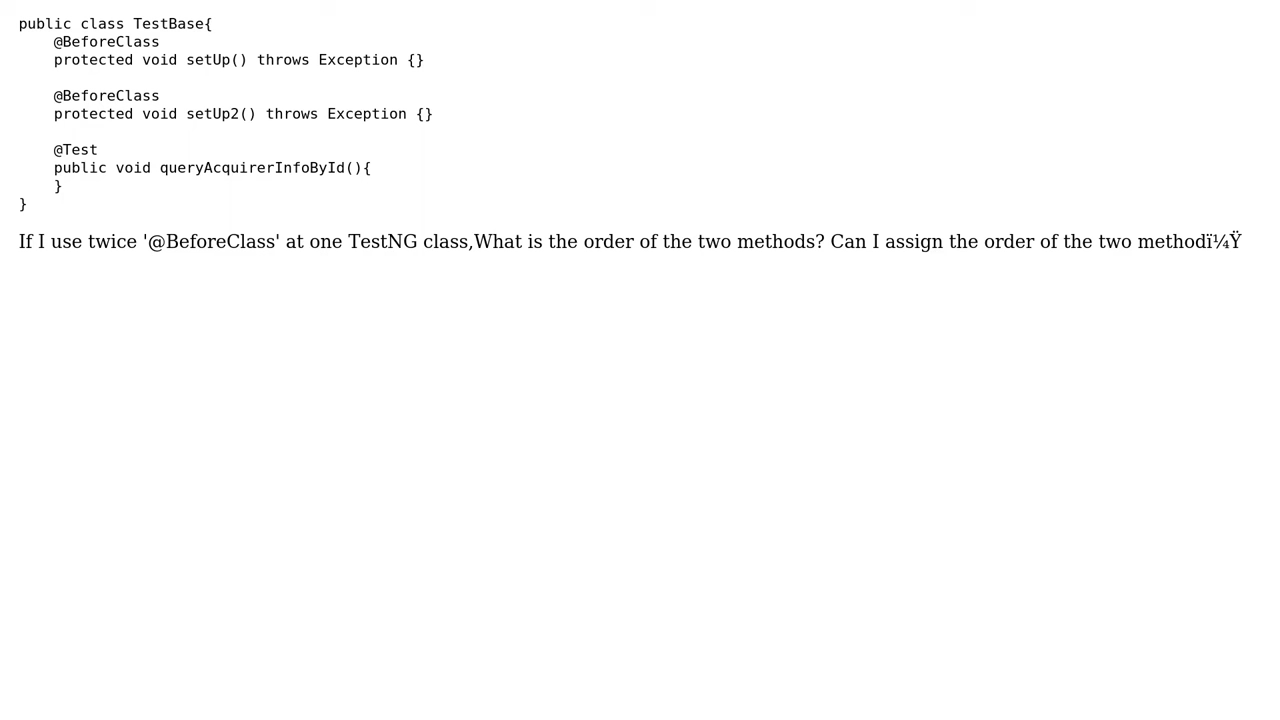 public class TestBase{
    @BeforeClass
    protected void setUp() throws Exception {}

    @BeforeClass
    protected void setUp2() throws Exception {}

    @Test
    public void queryAcquirerInfoById(){
    }
}
If I use twice '@BeforeClass' at one TestNG class,What is the order of the two methods? Can I assign the order of the two methodï¼Ÿ